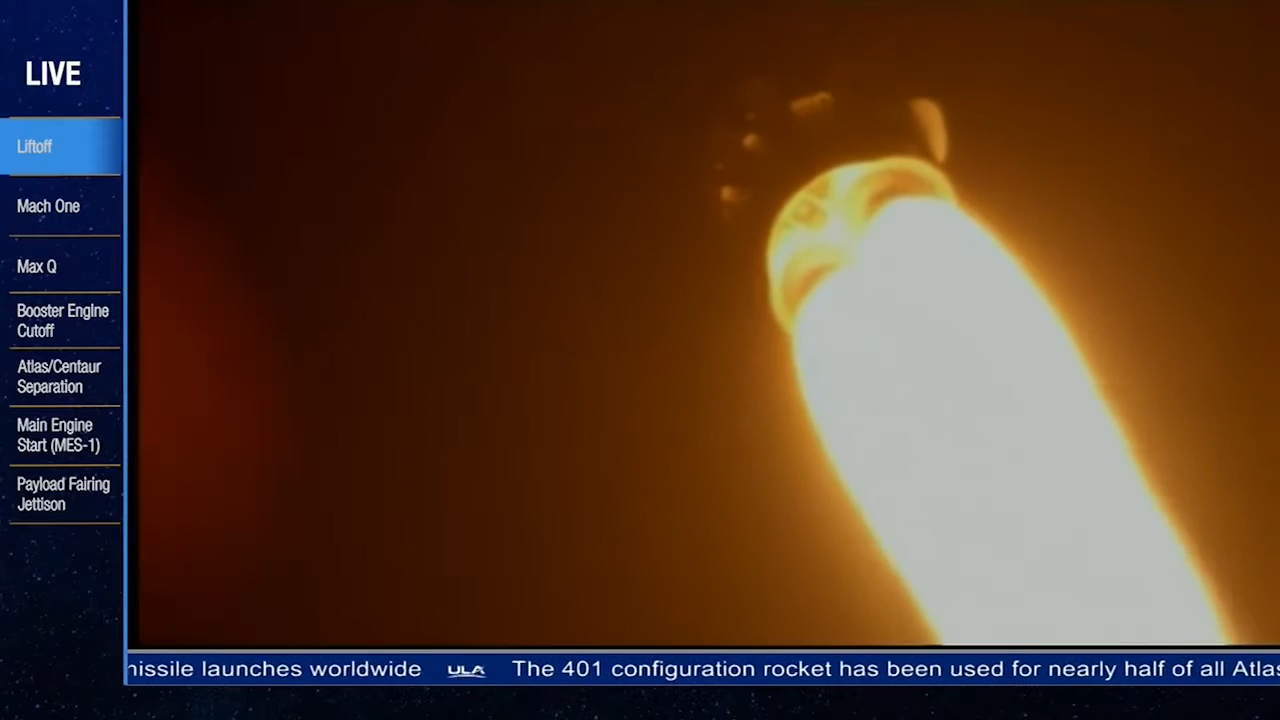 LIVE
Liftoff
Mach One
Max Q
Booster Engine
Cutoff
Atlas/Centaur
Separation
Main Engine
Start (MES-1)
Payload Fairing
Jettison
missile launches worldwide ULA The 401 configuration rocket has been used for nearly half of all Atlas